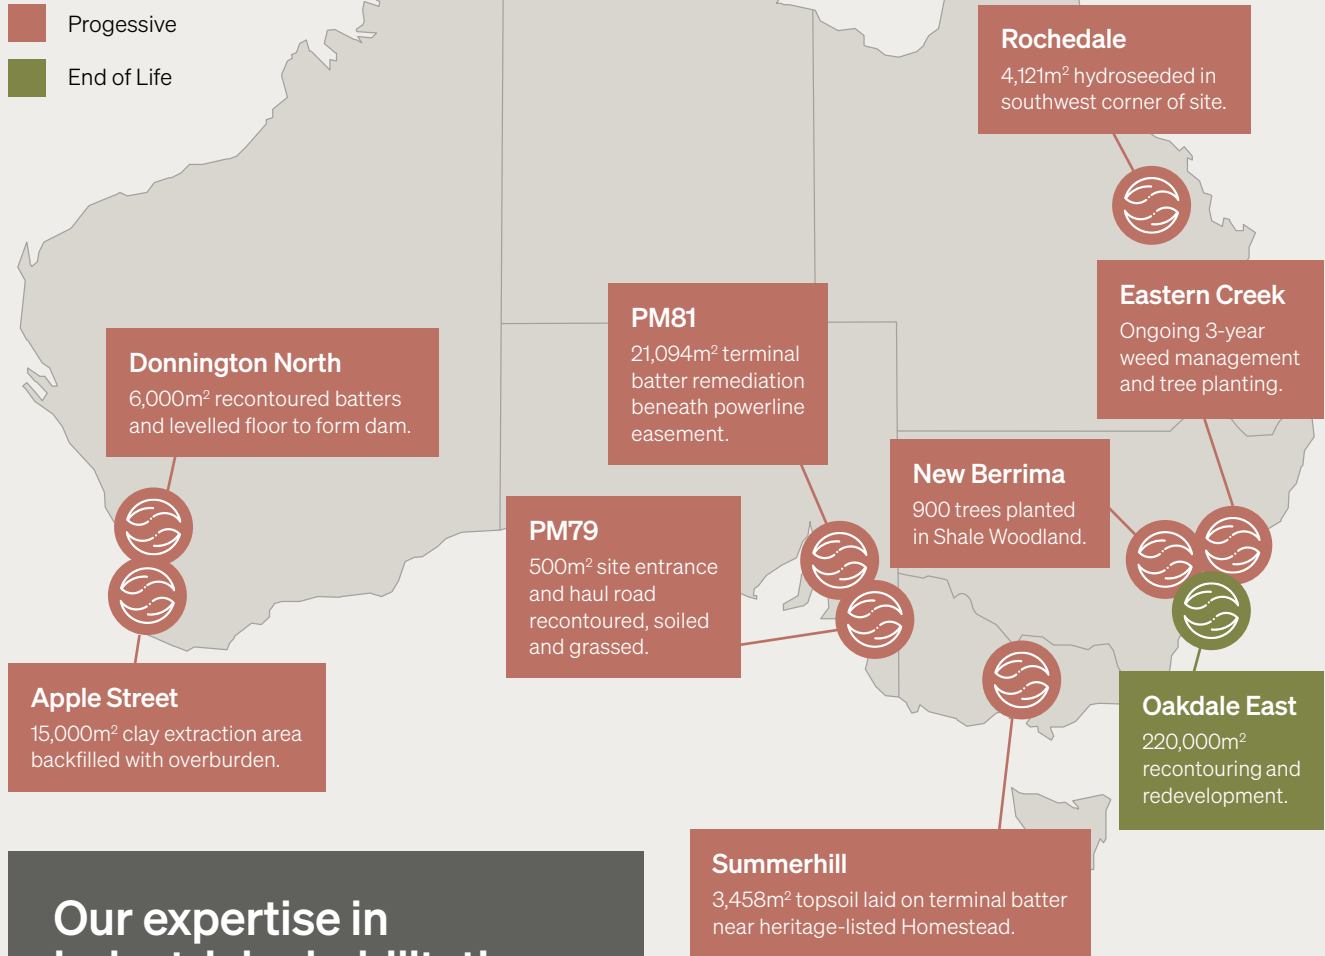 Progessive
End of Life
Rochedale
4,121m² hydroseeded in
southwest corner of site.
Eastern Creek
Ongoing 3-year
weed management
and tree planting.
PM81
21,094m² terminal
batter remediation
beneath powerline
easement.
Donnington North
6,000m² recontoured batters
and levelled floor to form dam.
New Berrima
900 trees planted
in Shale Woodland.
PM79
500m² site entrance
and haul road
recontoured, soiled
and grassed.
Apple Street
15,000m² clay extraction area
backfilled with overburden.
Oakdale East
220,000m²
recontouring and
redevelopment.
Summerhill
3,458m² topsoil laid on terminal batter
near heritage-listed Homestead.
Our expertise in